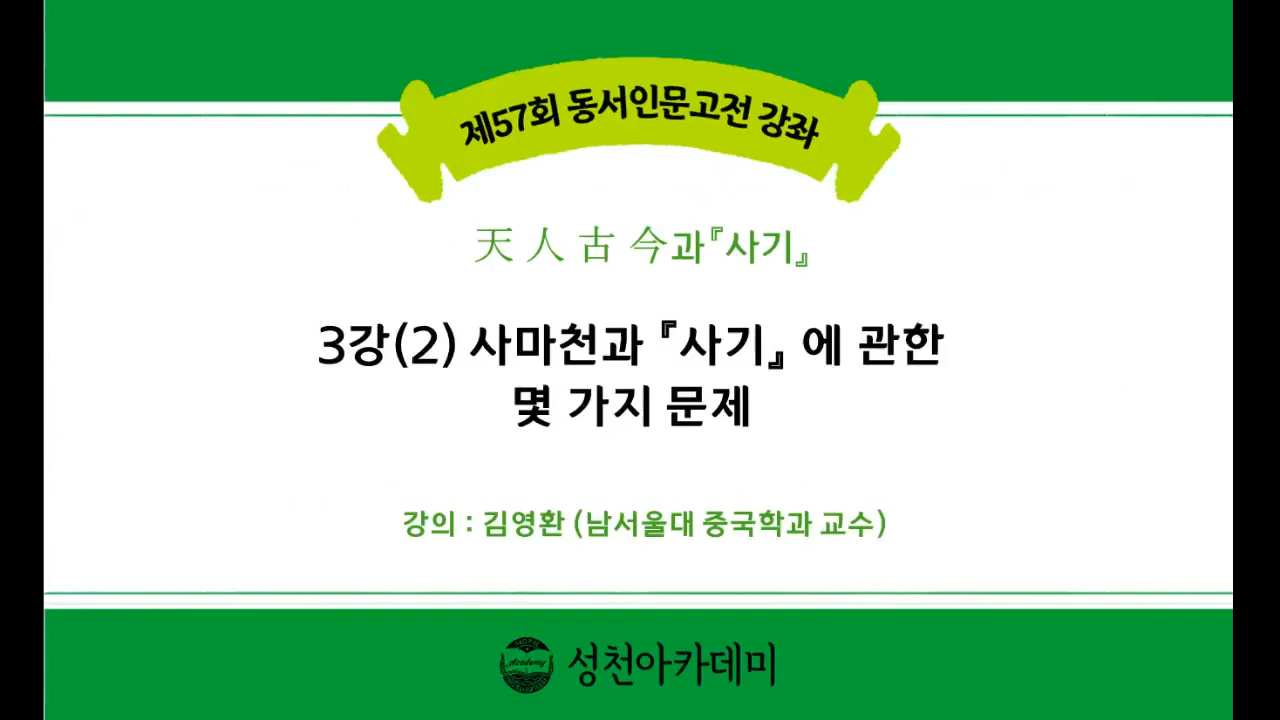 제57회 동서인문고전 강좌
天人古今과『사기』
3강(2) 사마천과 『사기』에 관한
몇 가지 문제
강의 : 김영환 (남서울대 중국학과 교수)
Academy
성천아카데미